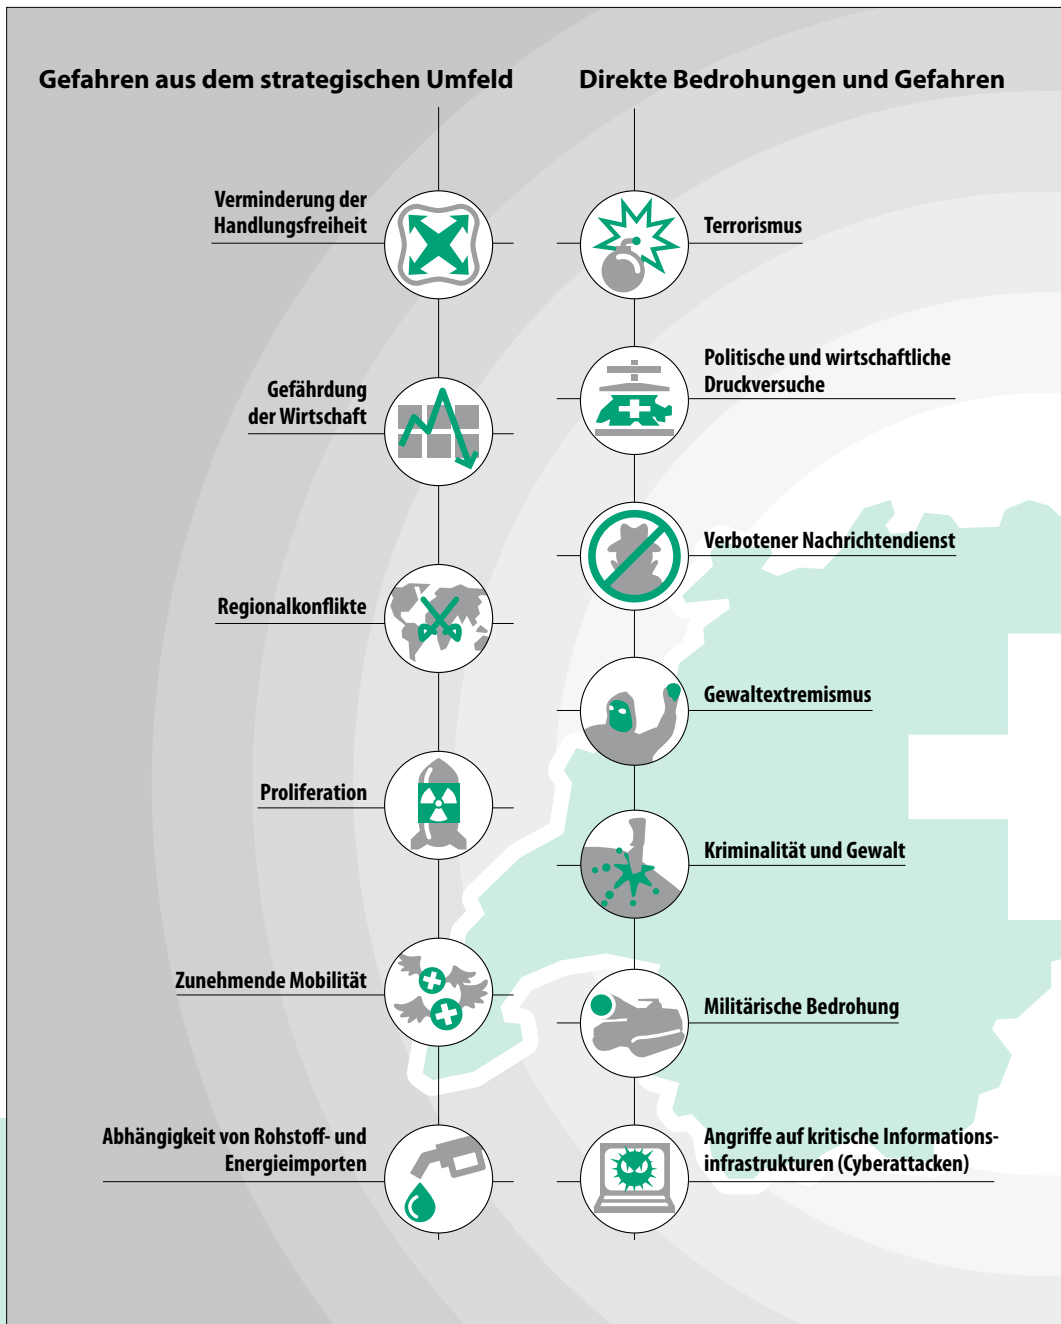 Gefahren aus dem strategischen Umfeld
Verminderung der
Handlungsfreiheit
Gefährdung
der Wirtschaft
Regionalkonflikte
Proliferation
Zunehmende Mobilität
Abhängigkeit von Rohstoff- und
Energieimporten
Direkte Bedrohungen und Gefahren
Terrorismus
Politische und wirtschaftliche
Druckversuche
Verbotener Nachrichtendienst
Gewaltextremismus
Kriminalität und Gewalt
Militärische Bedrohung
Angriffe auf kritische Informations-
infrastrukturen (Cyberattacken)